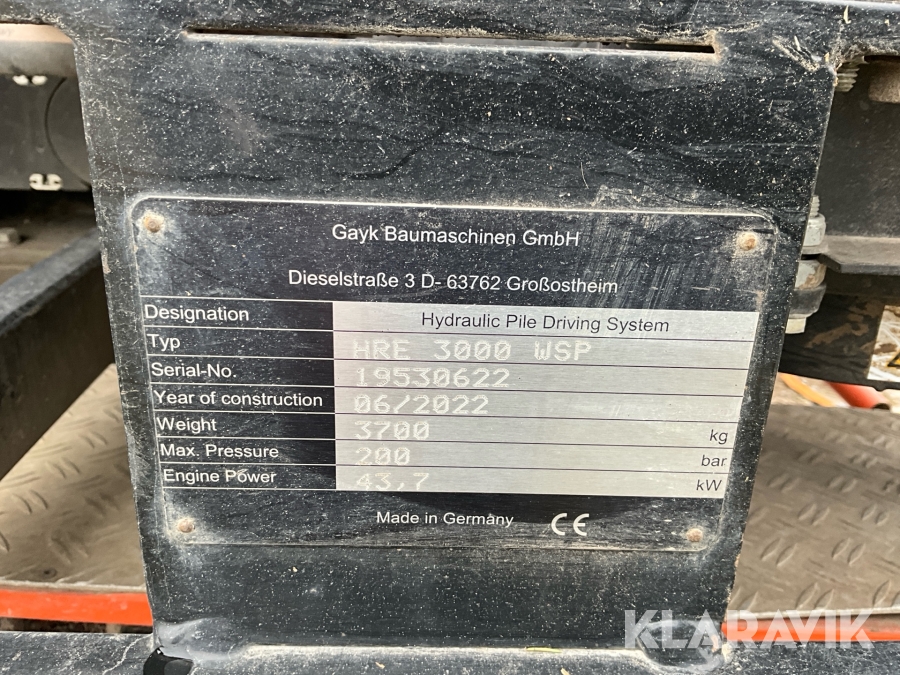 Gayk Baumaschinen GmbH
Dieselstraße 3 D- 63762 Großostheim
Designation Hydraulic Pile Driving System
Typ HRE 3000 WSP
Serial-No. 19530622
Year of construction 06/2022
Weight 3700 kg
Max. Pressure 200 bar
Engine Power 43,7 kW
Made in Germany CE
KLARAVIK